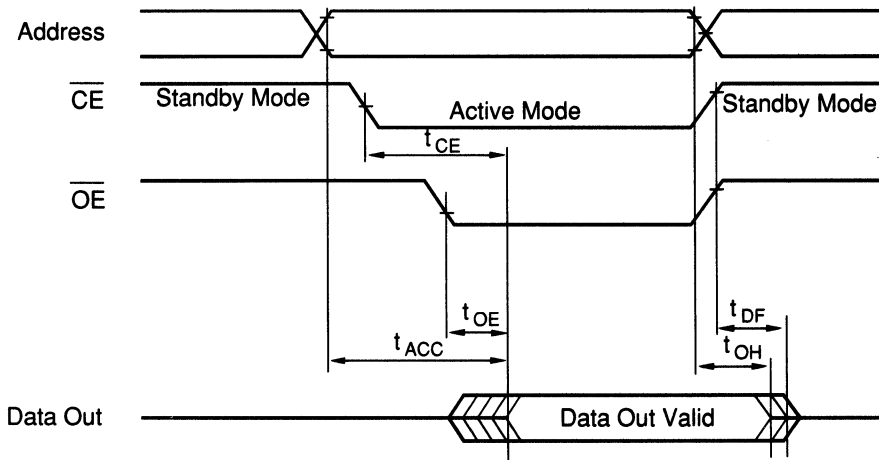 Address
CE Standby Mode Active Mode Standby Mode
tCE
OE
tOE tDF
tACC tOH
Data Out Data Out Valid